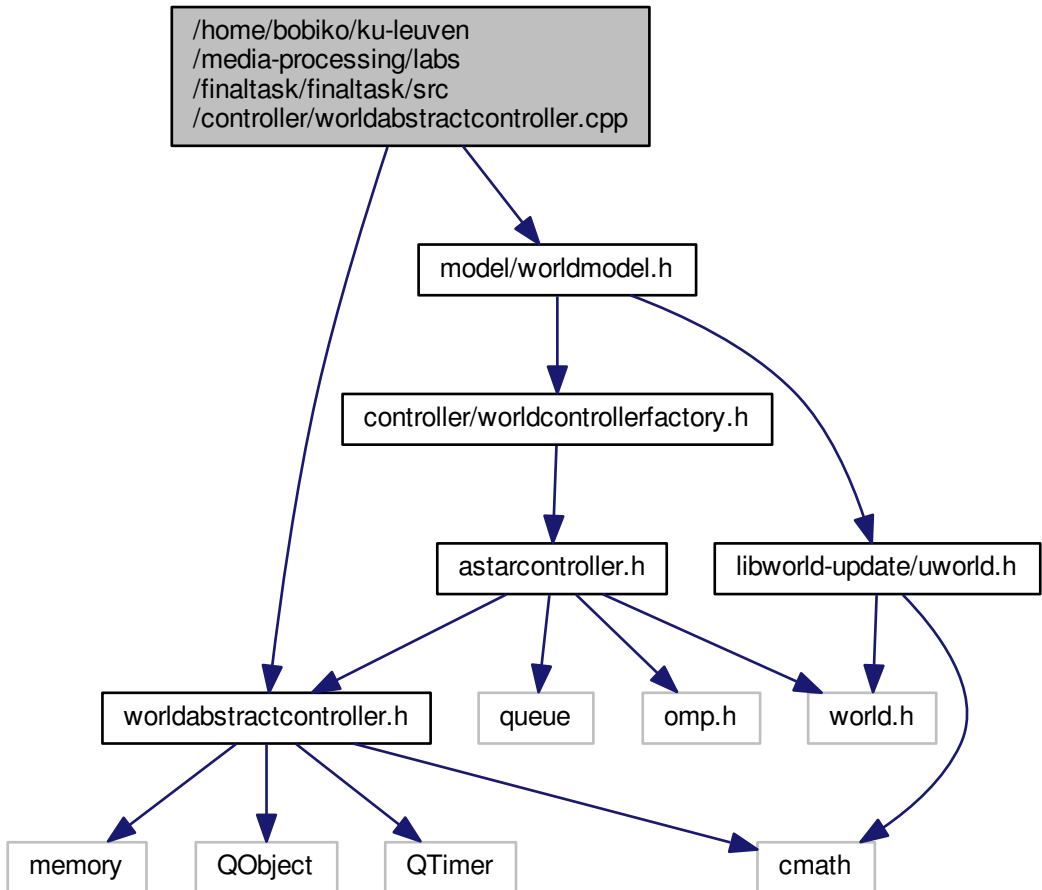 /home/bobiko/ku-leuven
/media-processing/labs
/finaltask/finaltask/src
/controller/worldabstractcontroller.cpp
model/worldmodel.h
controller/worldcontrollerfactory.h
astarcontroller.h
libworld-update/uworld.h
worldabstractcontroller.h
queue
omp.h
world.h
memory
QObject
QTimer
cmath